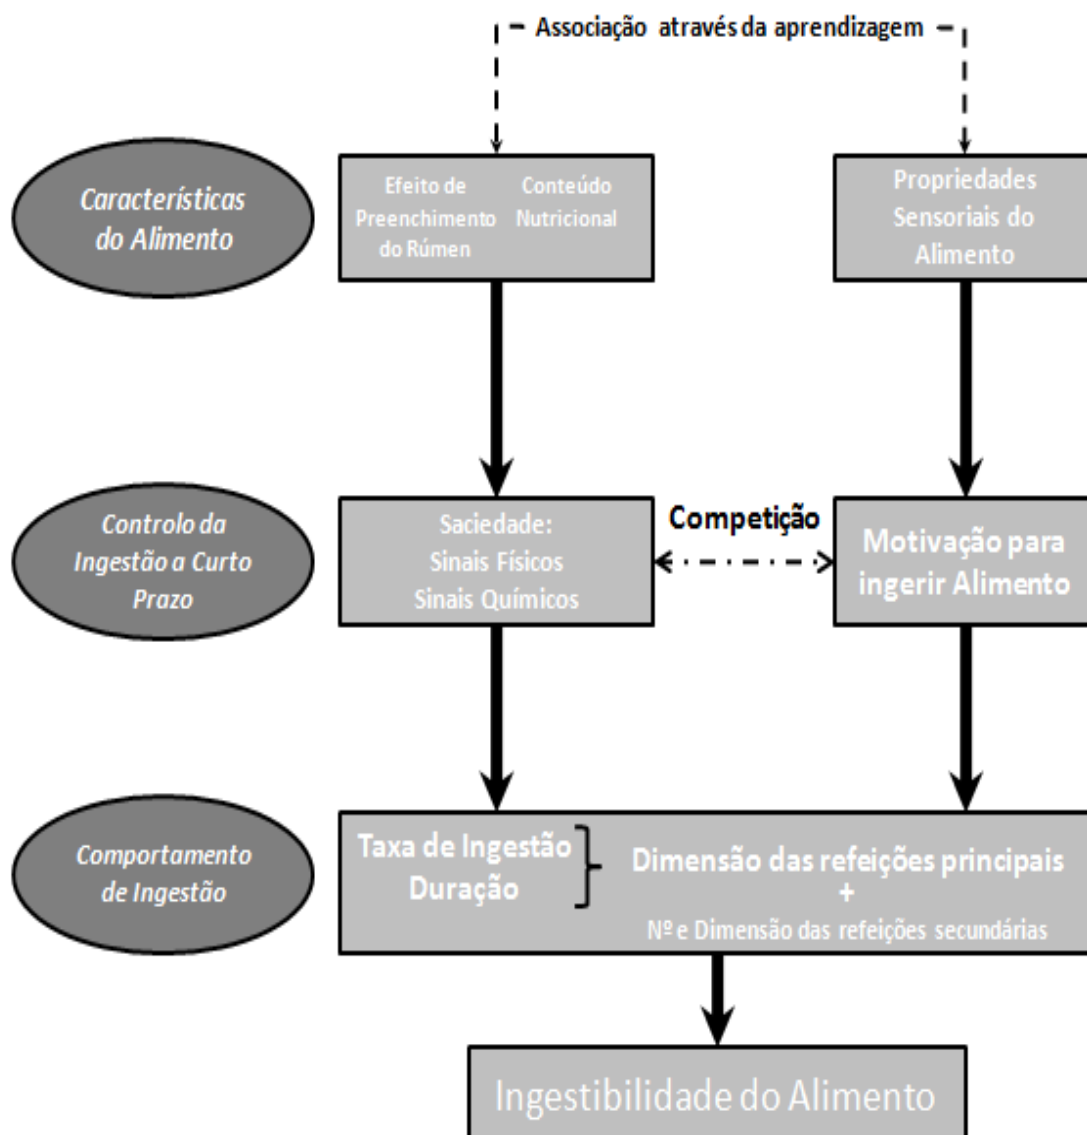 Associação através da aprendizagem
Características
do Alimento
Efeito de
Preenchimento
do Rúmen
Conteúdo
Nutricional
Propriedades
Sensoriais do
Alimento
Controlo da
Ingestão a Curto
Prazo
Saciedade:
Sinais Físicos
Sinais Químicos
Competição
Motivação para
ingerir Alimento
Comportamento
de Ingestão
Taxa de Ingestão
Duração
Dimensão das refeições principais
+
Nº e Dimensão das refeições secundárias
Ingestibilidade do Alimento